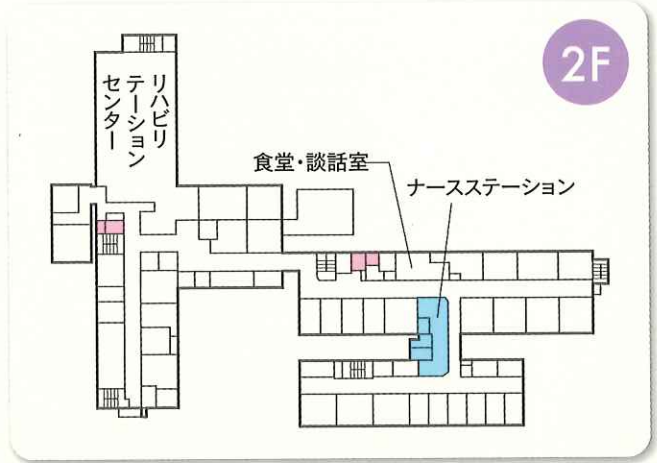 2F
リハビリ
テーション
センター
食堂・談話室
ナースステーション